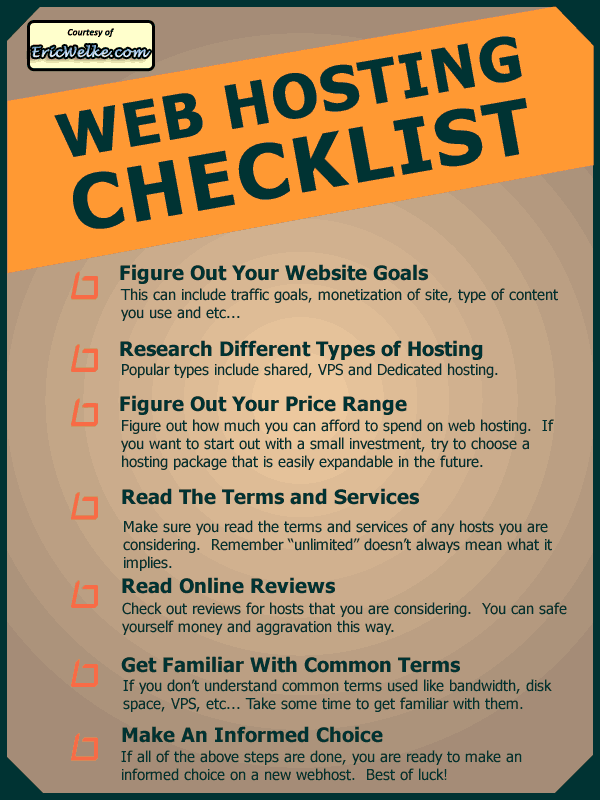 Courtesy of
EricWelke.com
WEB HOSTING
CHECKLIST
Figure Out Your Website Goals
This can include traffic goals, monetization of site, type of content
you use and etc...
Research Different Types of Hosting
Popular types include shared, VPS and Dedicated hosting.
Figure Out Your Price Range
Figure out how much you can afford to spend on web hosting.  If
you want to start out with a small investment, try to choose a
hosting package that is easily expandable in the future.
Read The Terms and Services
Make sure you read the terms and services of any hosts you are
considering.  Remember “unlimited” doesn’t always mean what it
implies.
Read Online Reviews
Check out reviews for hosts that you are considering.  You can safe
yourself money and aggravation this way.
Get Familiar With Common Terms
If you don’t understand common terms used like bandwidth, disk
space, VPS, etc... Take some time to get familiar with them.
Make An Informed Choice
If all of the above steps are done, you are ready to make an
informed choice on a new webhost.  Best of luck!